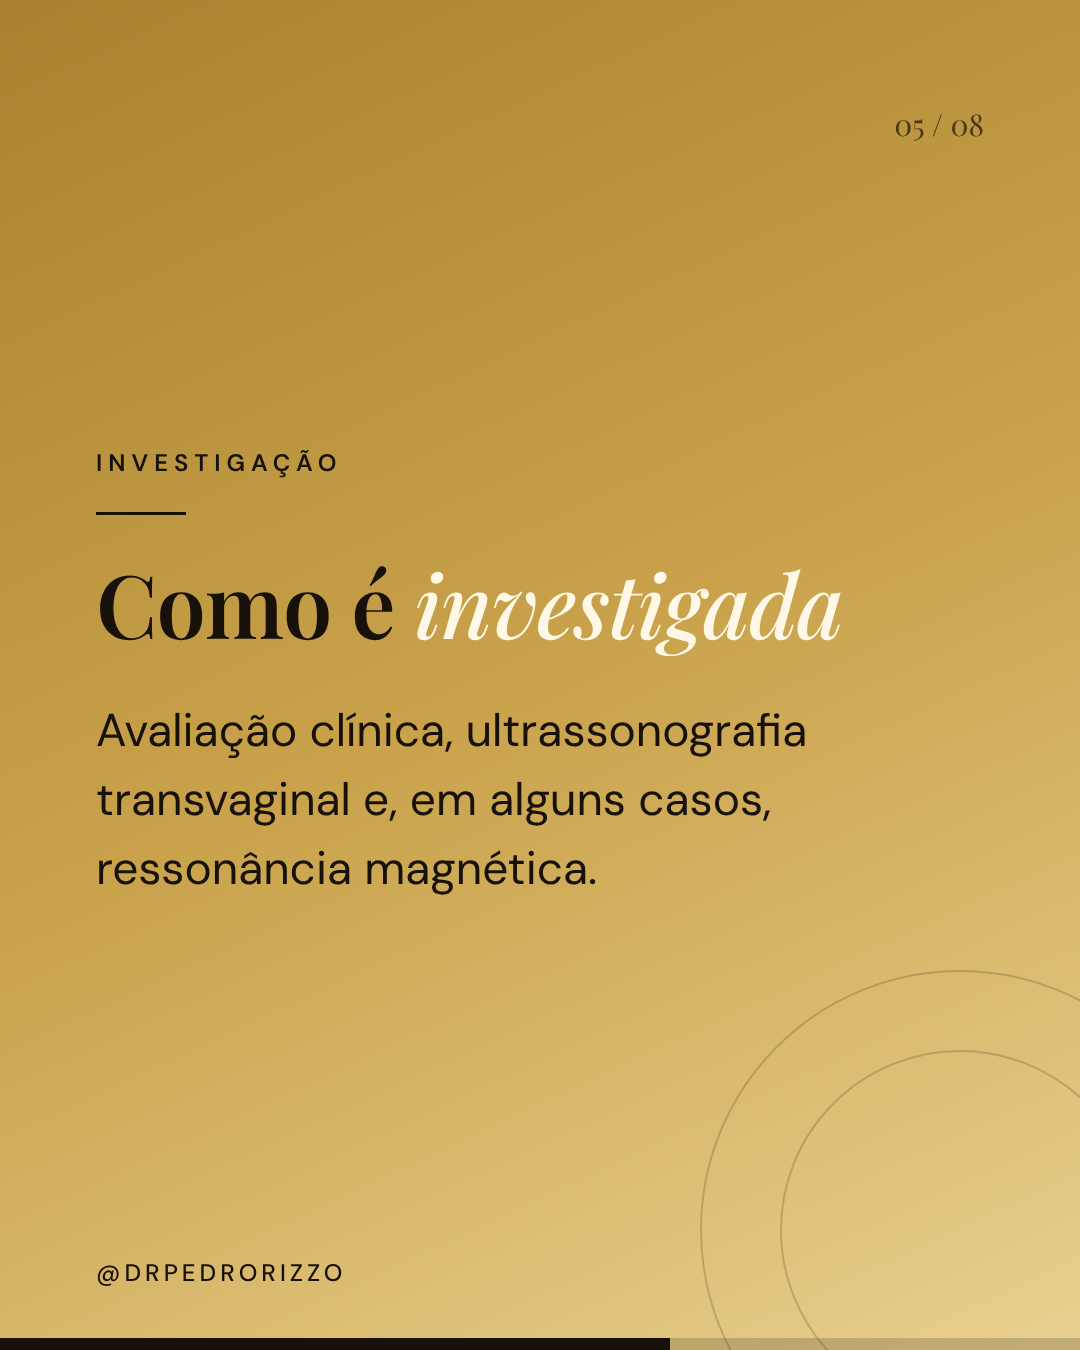 05 / 08
INVESTIGAÇÃO
Como é investigada
Avaliação clínica, ultrassonografia
transvaginal e, em alguns casos,
ressonância magnética.
@DRPEDRORIZZO